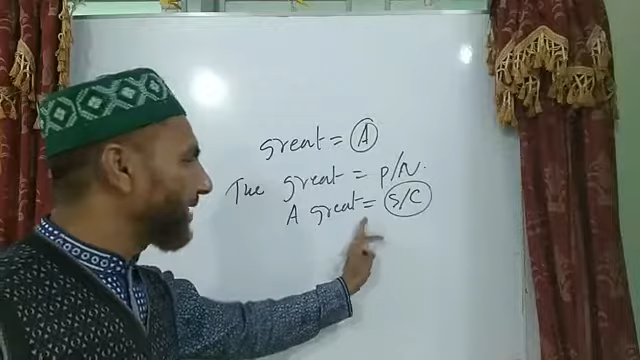 great = A
The great = P/N.
A great = S/C